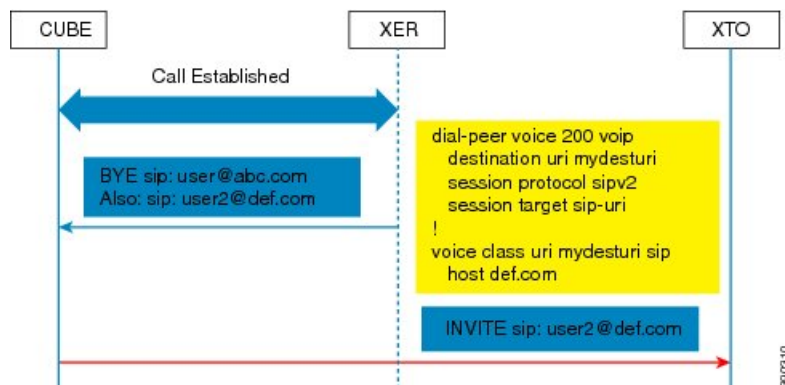 CUBE
XER
XTO
Call Established
BYE sip: user@abc.com
Also: sip: user2@def.com
dial-peer voice 200 voip
destination uri mydesturi
session protocol sipv2
session target sip-uri
!
voice class uri mydesturi sip
host def.com
INVITE sip: user2@def.com